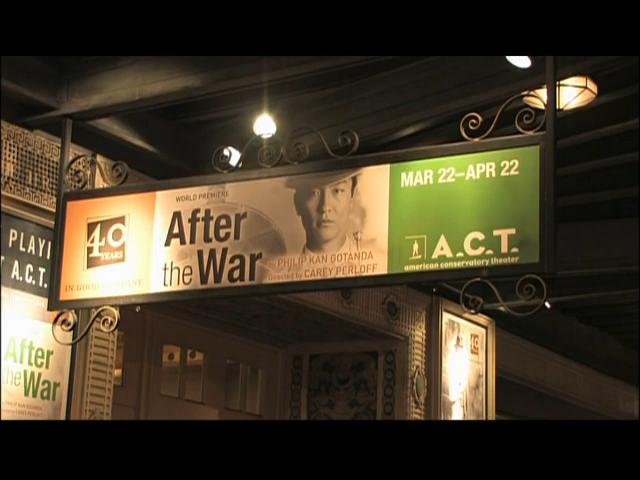 WORLD PREMIERE
After
the War
by PHILIP KAN GOTANDA
directed by CAREY PERLOFF
40
YEARS
IN GOOD COMPANY
MAR 22–APR 22
A.C.T.
american conservatory theater
PLAYI
A.C.T.
After
the War